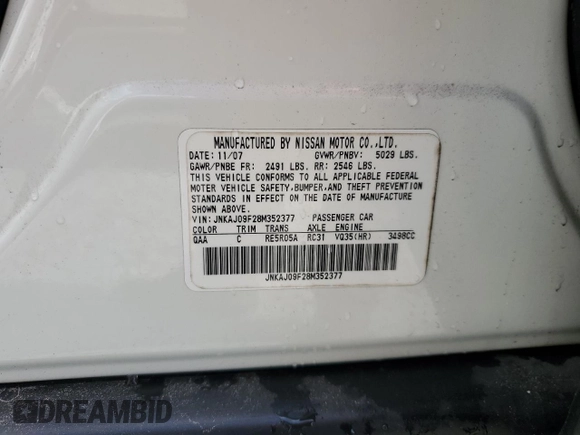 MANUFACTURED BY NISSAN MOTOR CO.,LTD.
DATE: 11/07 GVWR/PNBV: 5029 LBS.
GAWR/PNBE FR: 2491 LBS. RR: 2546 LBS.
THIS VEHICLE CONFORMS TO ALL APPLICABLE FEDERAL
MOTOR VEHICLE SAFETY,BUMPER,AND THEFT PREVENTION
STANDARDS IN EFFECT ON THE DATE OF MANUFACTURE
SHOWN ABOVE.
VIN: JNKAJ09F28M352377 PASSENGER CAR
COLOR TRIM TRANS AXLE ENGINE
QAA C RE5R05A RC31 VQ35(HR) 3498CC
JNKAJ09F28M352377
DREAMBID